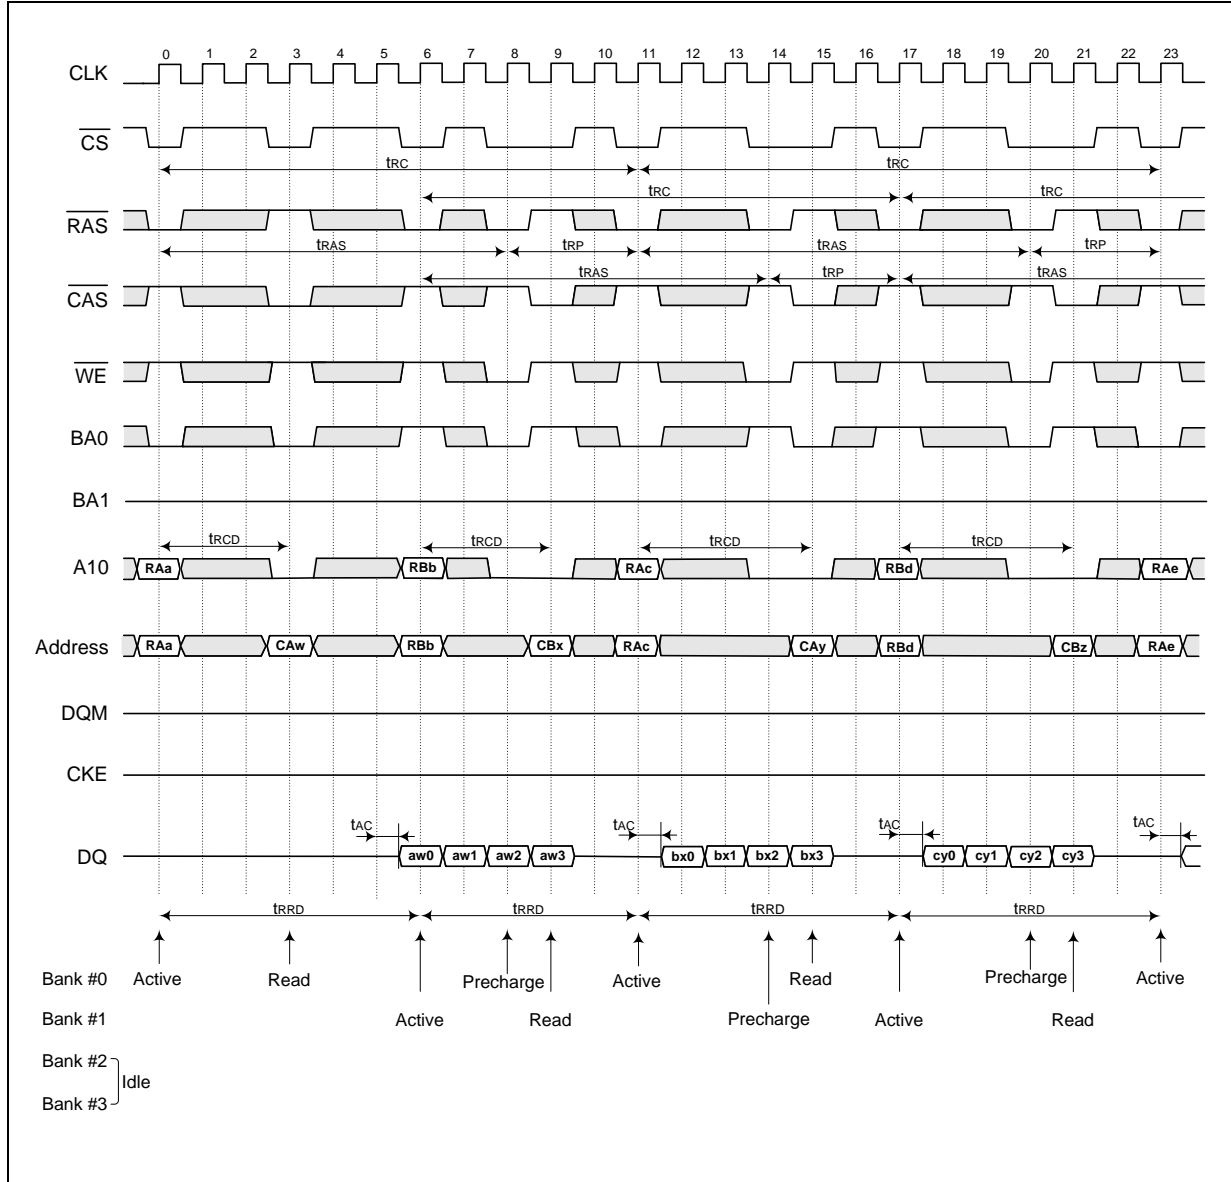 0 1 2 3 4 5 6 7 8 9 10 11 12 13 14 15 16 17 18 19 20 21 22 23
CLK
CS
tRC tRC
tRC tRC
RAS
tRAS tRP tRAS tRP
tRAS tRP tRAS
CAS
WE
BA0
BA1
tRCD tRCD tRCD tRCD
A10 RAa RBb RAc RBd RAe
Address RAa CAw RBb CBx RAc CAy RBd CBz RAe
DQM
CKE
tAC tAC tAC tAC
DQ aw0 aw1 aw2 aw3 bx0 bx1 bx2 bx3 cy0 cy1 cy2 cy3
tRRD tRRD tRRD tRRD
Bank #0 Active Read Precharge Active Read Precharge Active
Bank #1 Active Read Precharge Active Read
Bank #2
Idle
Bank #3